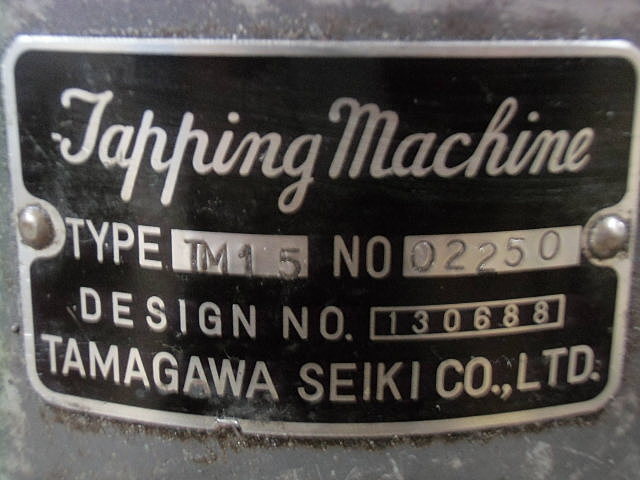 Tapping Machine
TYPE TM15 NO 02250
DESIGN NO. 130688
TAMAGAWA SEIKI CO., LTD.